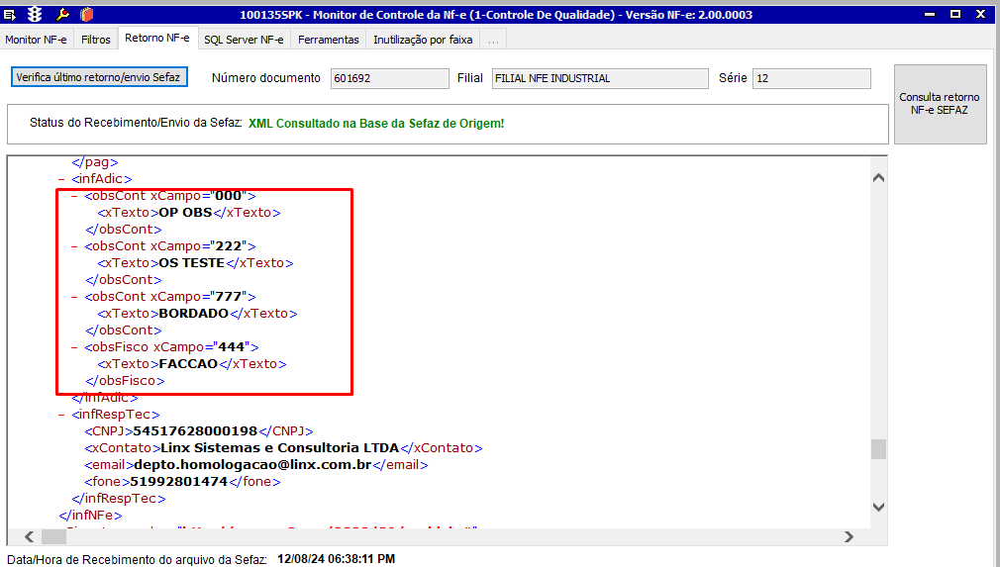 100135SPK - Monitor de Controle da Nf-e (1-Controle De Qualidade) - Versão NF-e: 2.00.0003
Monitor NF-e Filtros Retorno NF-e SQL Server NF-e Ferramentas Inutilização por faixa ...
Verifica último retorno/envio Sefaz Número documento 601692 Filial FILIAL NFE INDUSTRIAL Série 12
Consulta retorno
NF-e SEFAZ
Status do Recebimento/Envio da Sefaz: XML Consultado na Base da Sefaz de Origem!
</pag>
- <infAdic>
- <obsCont xCampo="000">
<xTexto>OP OBS</xTexto>
</obsCont>
- <obsCont xCampo="222">
<xTexto>OS TESTE</xTexto>
</obsCont>
- <obsCont xCampo="777">
<xTexto>BORDADO</xTexto>
</obsCont>
- <obsFisco xCampo="444">
<xTexto>FACCAO</xTexto>
</obsFisco>
</infAdic>
- <infRespTec>
<CNPJ>54517628000198</CNPJ>
<xContato>Linx Sistemas e Consultoria LTDA</xContato>
<email>depto.homologacao@linx.com.br</email>
<fone>51992801474</fone>
</infRespTec>
</infNFe>
Data/Hora de Recebimento do arquivo da Sefaz: 12/08/24 06:38:11 PM